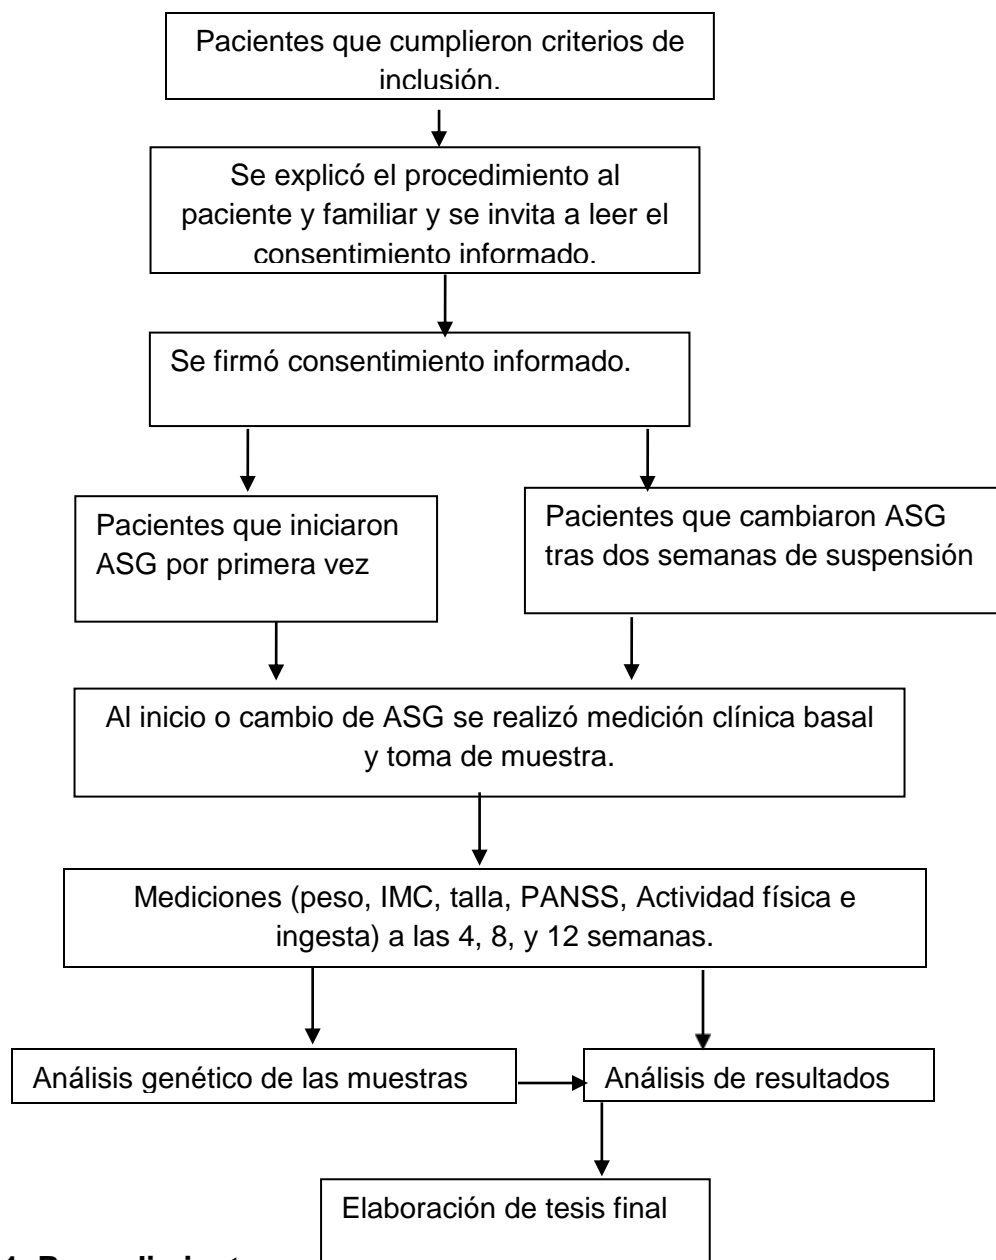 Pacientes que cumplieron criterios de
inclusión.
Se explicó el procedimiento al
paciente y familiar y se invita a leer el
consentimiento informado.
Se firmó consentimiento informado.
Pacientes que iniciaron
ASG por primera vez
Pacientes que cambiaron ASG
tras dos semanas de suspensión
Al inicio o cambio de ASG se realizó medición clínica basal
y toma de muestra.
Mediciones (peso, IMC, talla, PANSS, Actividad física e
ingesta) a las 4, 8, y 12 semanas.
Análisis genético de las muestras
Análisis de resultados
Elaboración de tesis final